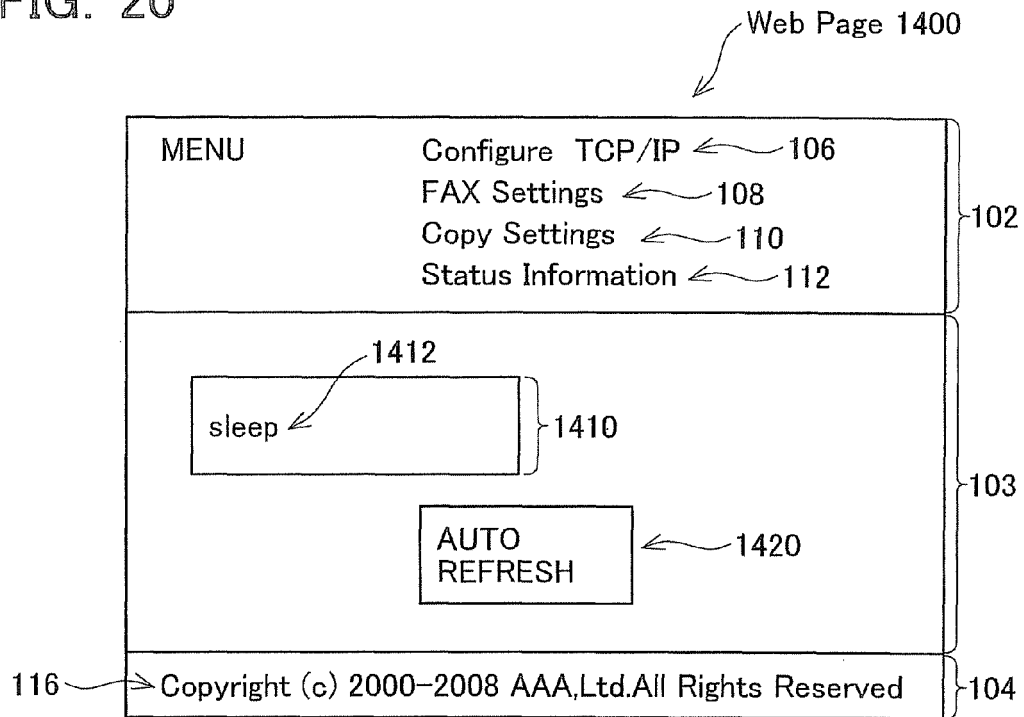 FIG. 20
Web Page 1400
MENU Configure TCP/IP 106
FAX Settings 108
102
Copy Settings 110
Status Information 112
1412
sleep 1410
103
AUTO
REFRESH
1420
116 Copyright (c) 2000-2008 AAA,Ltd.All Rights Reserved 104